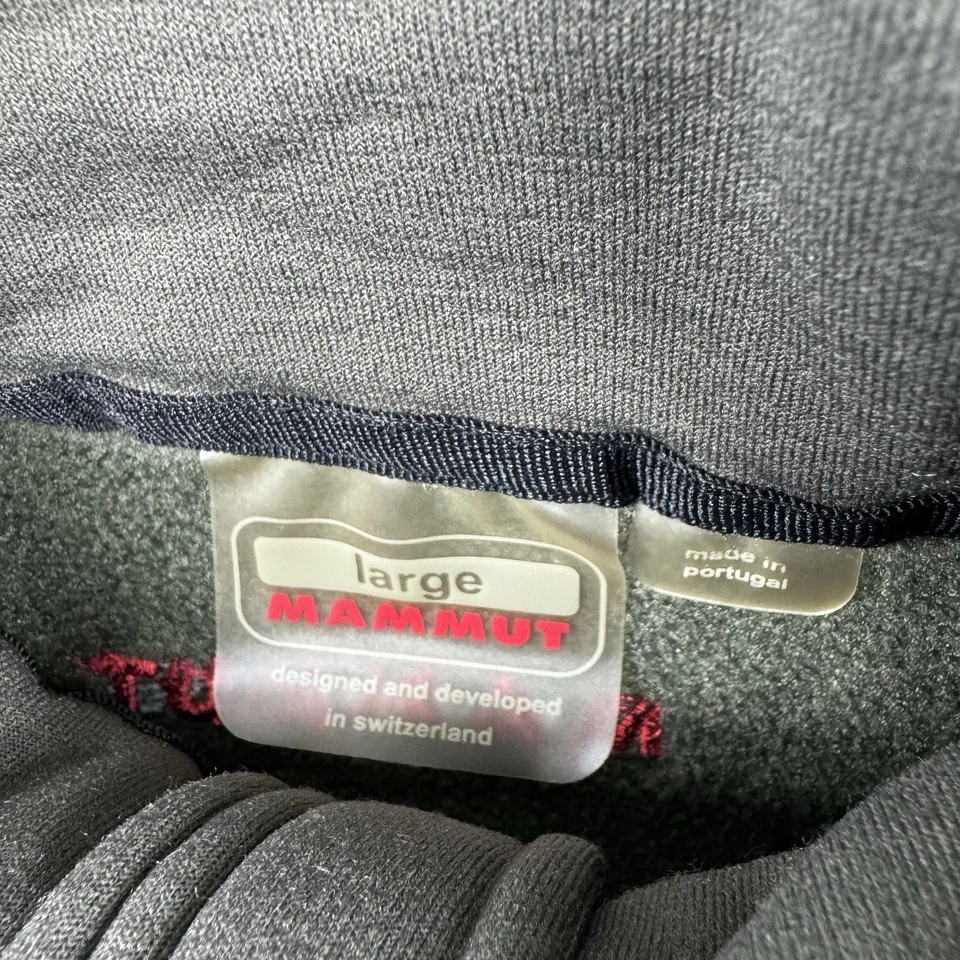 large
MAMMUT
designed and developed
in switzerland
made in
portugal